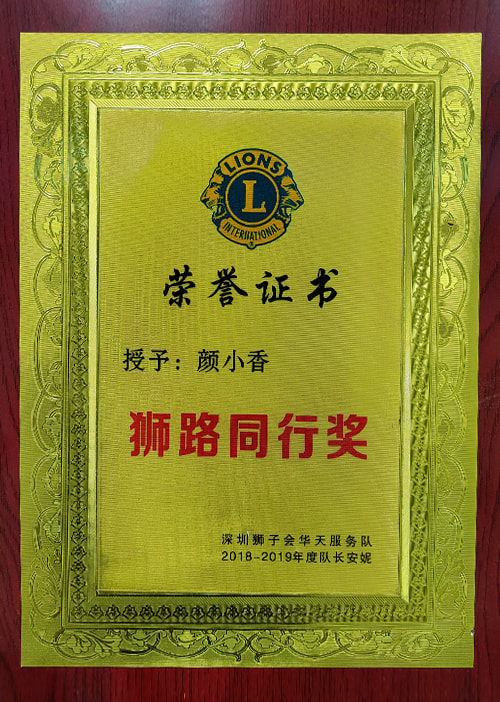 LIONS
L
INTERNATIONAL
荣誉证书
授予：颜小香
狮路同行奖
深圳狮子会华天服务队
2018-2019年度队长安妮